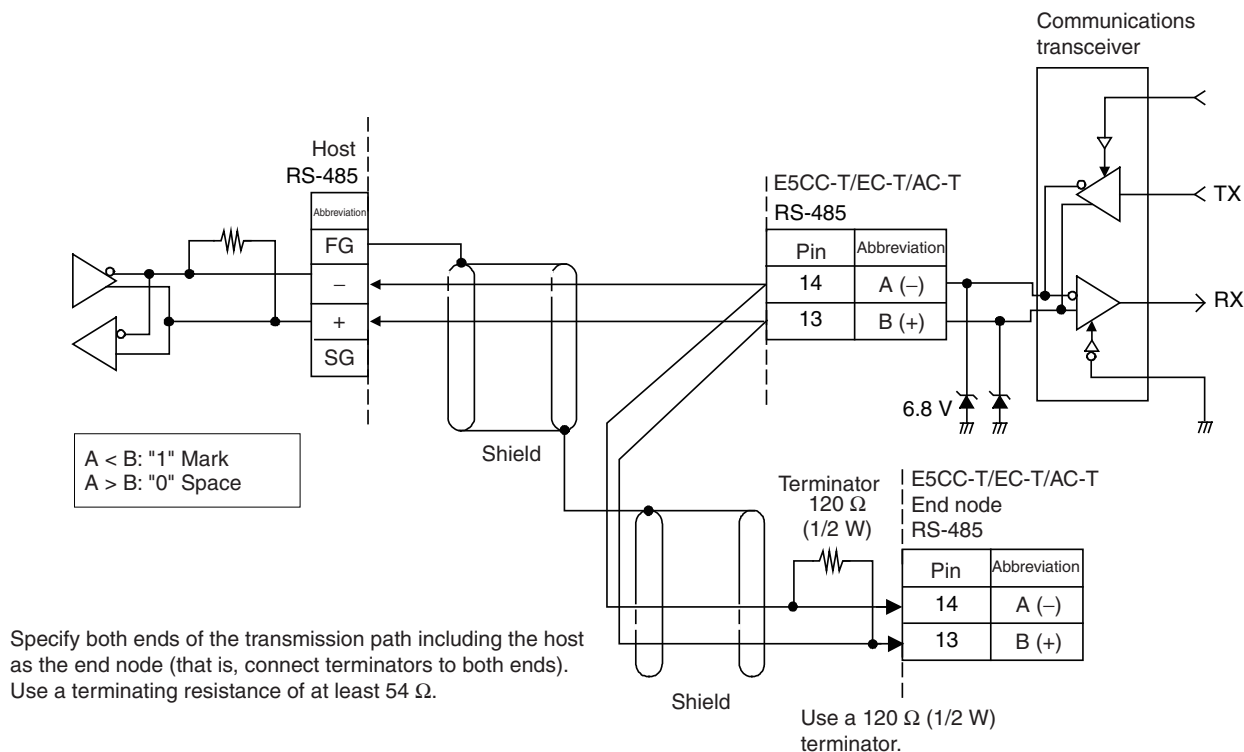 Communications
transceiver
Host
RS-485
Abbreviation
FG
–
+
SG
E5CC-T/EC-T/AC-T
RS-485
Pin Abbreviation
14 A (–)
13 B (+)
TX
RX
6.8 V
A < B: "1" Mark
A > B: "0" Space
Shield
Terminator
120 Ω
(1/2 W)
E5CC-T/EC-T/AC-T
End node
RS-485
Pin Abbreviation
14 A (–)
13 B (+)
Specify both ends of the transmission path including the host
as the end node (that is, connect terminators to both ends).
Use a terminating resistance of at least 54 Ω.
Shield
Use a 120 Ω (1/2 W)
terminator.